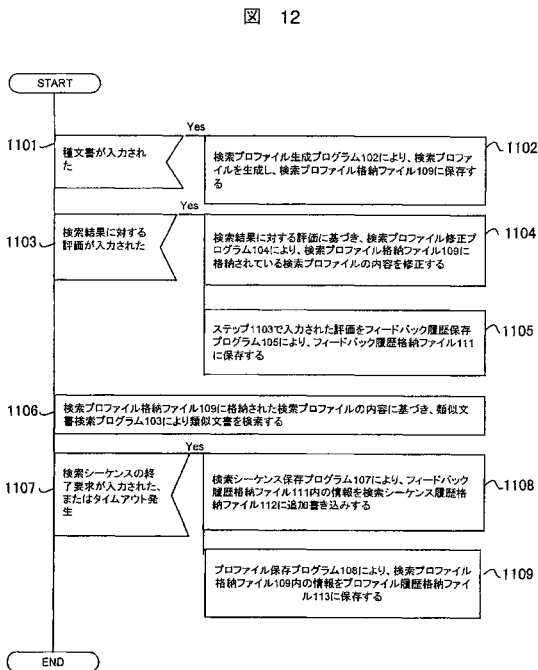 図 12
START
Yes
1101
種文書が入力され
た
1102
検索プロファイル生成プログラム102により、検索プロファ
イルを生成し、検索プロファイル格納ファイル109に保存す
る
Yes
1103
検索結果に対する
評価が入力された
1104
検索結果に対する評価に基づき、検索プロファイル修正プ
ログラム104により、検索プロファイル格納ファイル109に
格納されている検索プロファイルの内容を修正する
1105
ステップ1103で入力された評価をフィードバック履歴保存
プログラム105により、フィードバック履歴格納ファイル111
に保存する
1106
検索プロファイル格納ファイル109に格納された検索プロファイルの内容に基づき、類似文
書検索プログラム103により類似文書を検索する
Yes
1107
検索シーケンスの終
了要求が入力された、
またはタイムアウト発
生
1108
検索シーケンス保存プログラム107により、フィードバック
履歴格納ファイル111内の情報を検索シーケンス履歴格
納ファイル112に追加書き込みする
1109
プロファイル保存プログラム108により、検索プロファイル
格納ファイル109内の情報をプロファイル履歴格納ファイ
ル113に保存する
END